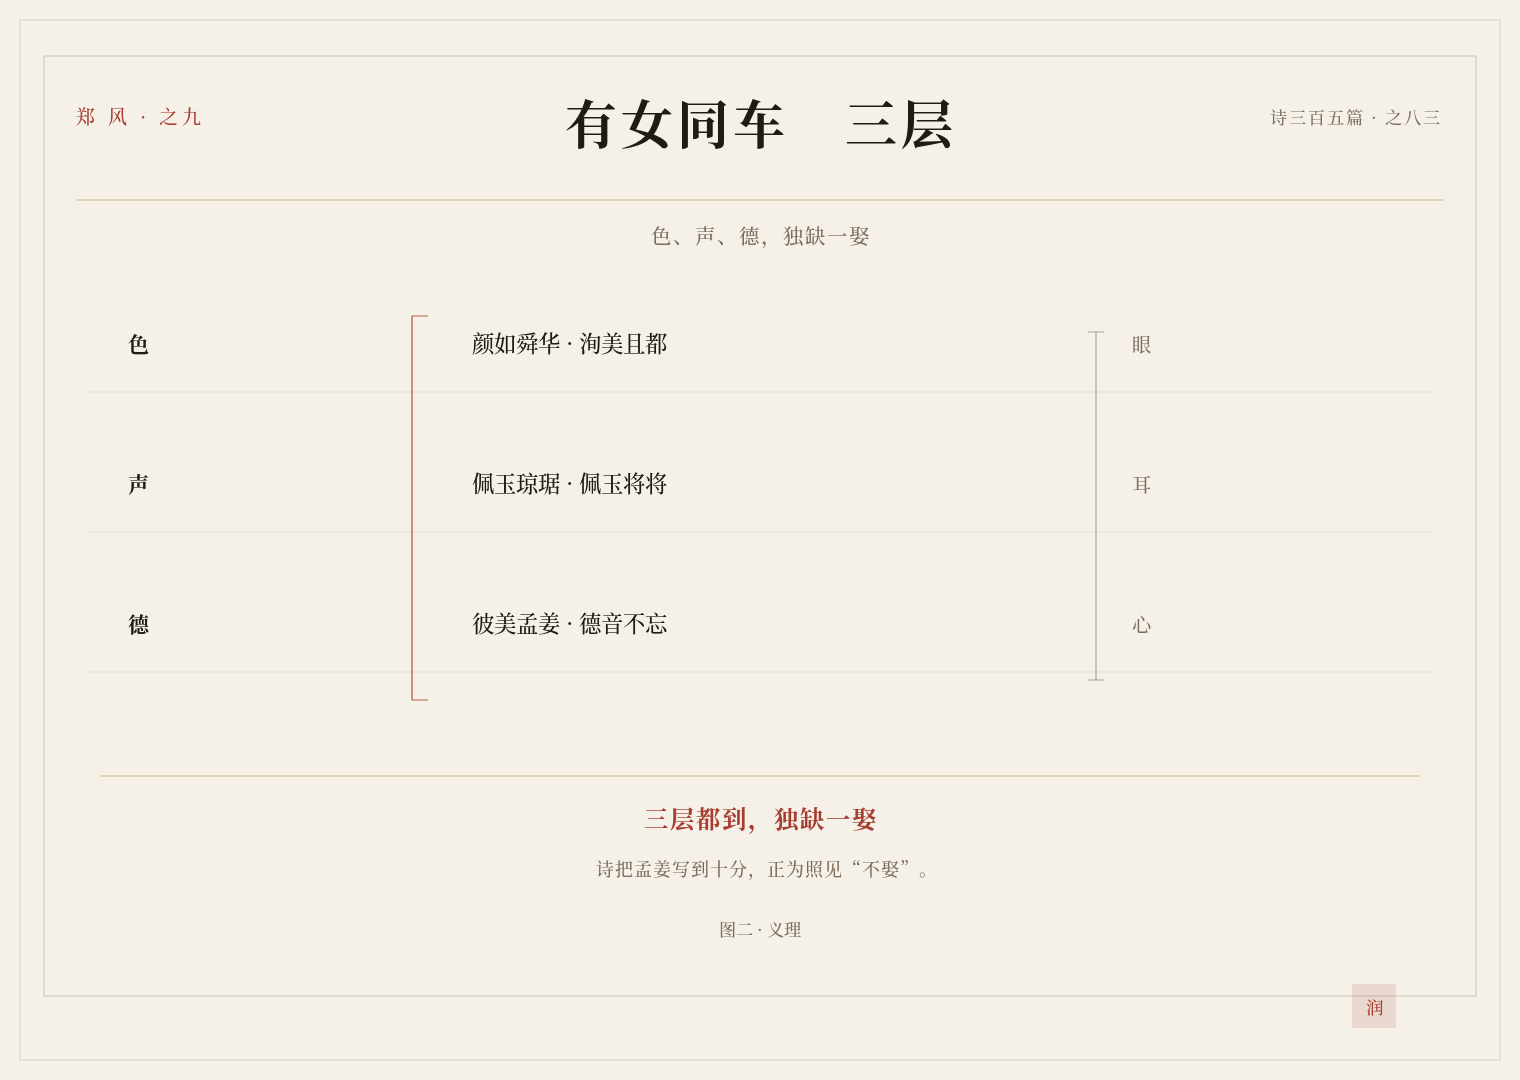 郑 风 · 之九
有女同车　三层
诗三百五篇 · 之八三
色、声、德，独缺一娶
色
颜如舜华 · 洵美且都
眼
声
佩玉琼琚 · 佩玉将将
耳
德
彼美孟姜 · 德音不忘
心
三层都到，独缺一娶
诗把孟姜写到十分，正为照见“不娶”。
图二 · 义理
润